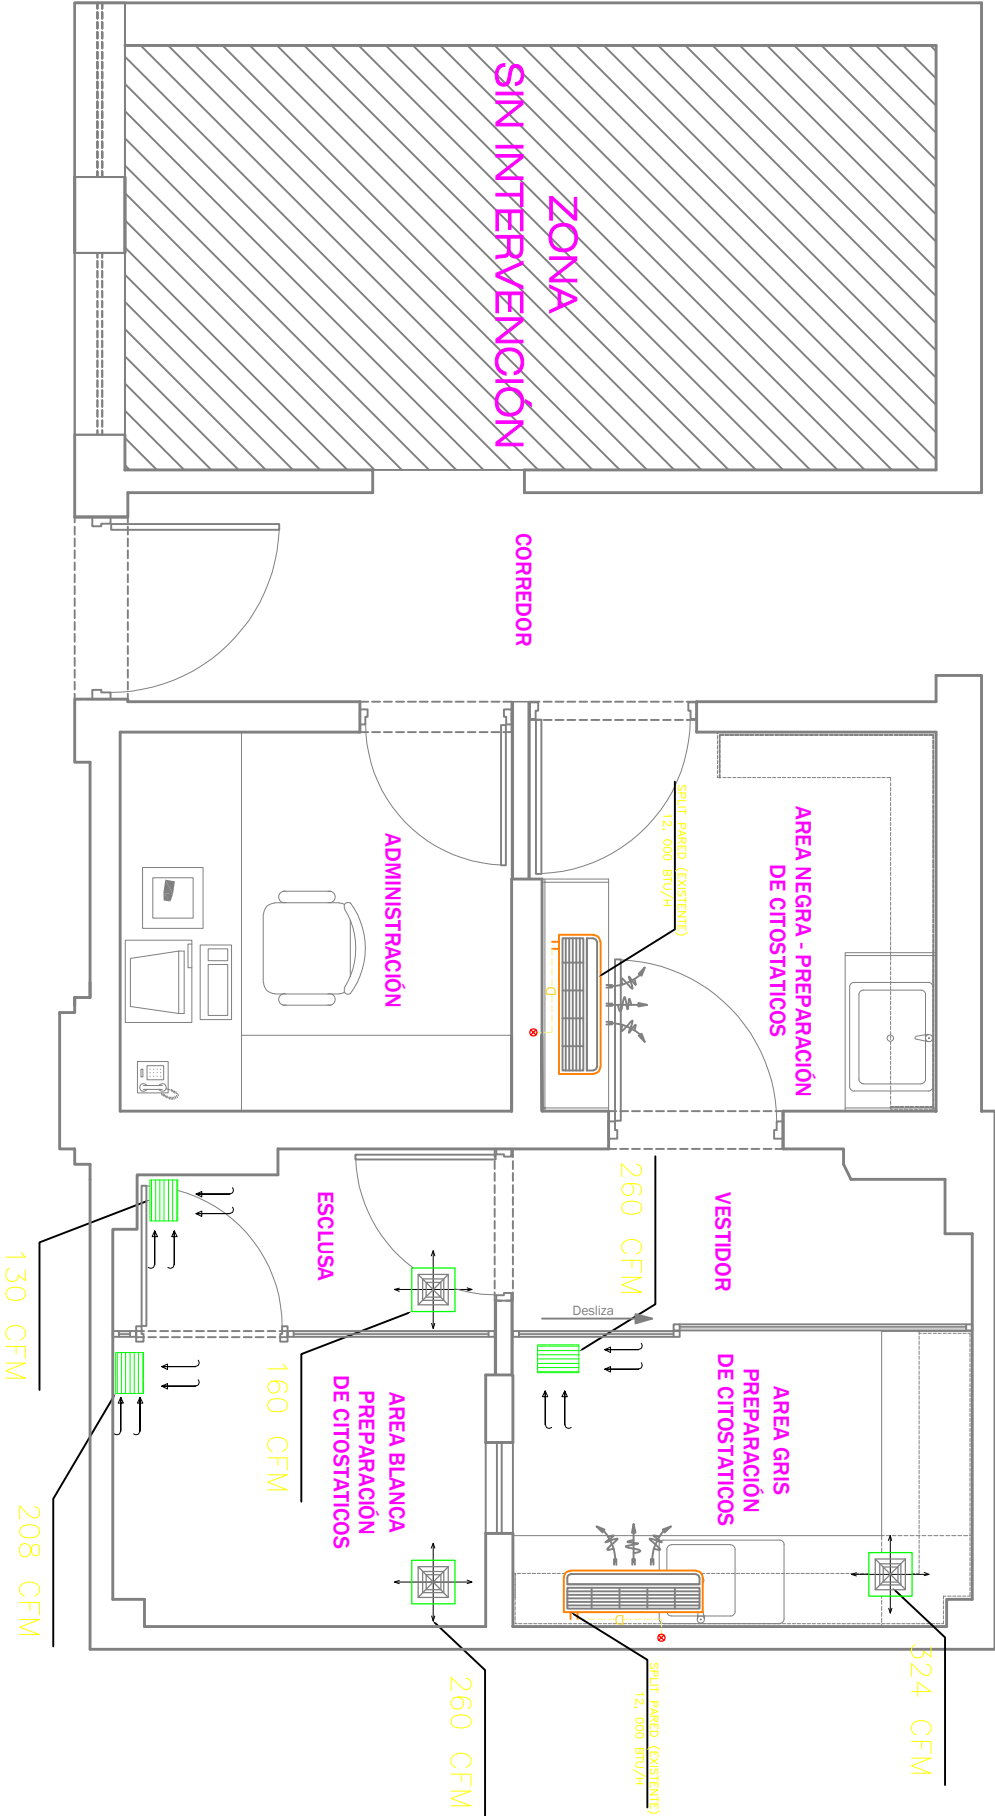 ZONA
SIN INTERVENCIÓN
CORREDOR
AREA NEGRA - PREPARACIÓN
DE CITOSTATICOS
SPLIT PARED (EXISTENTE)
12, 000 BTU/H
ADMINISTRACIÓN
D
VESTIDOR
260 CFM
ESCLUSA
130 CFM
Desliza
AREA GRIS
PREPARACIÓN
DE CITOSTATICOS
160 CFM
AREA BLANCA
PREPARACIÓN
DE CITOSTATICOS
208 CFM
324 CFM
D
SPLIT PARED (EXISTENTE)
12, 000 BTU/H
260 CFM